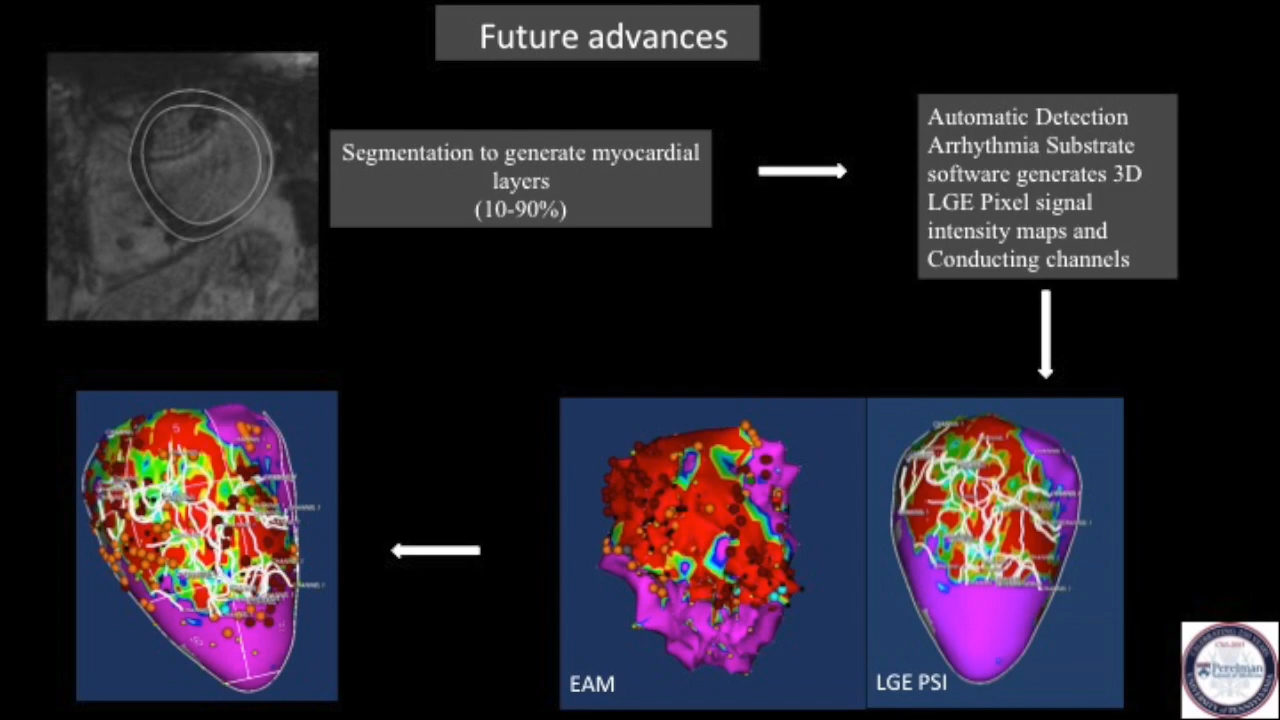 Future advances
Segmentation to generate myocardial
layers
(10-90%)
Automatic Detection
Arrhythmia Substrate
software generates 3D
LGE Pixel signal
intensity maps and
Conducting channels
EAM
LGE PSI
Perelman